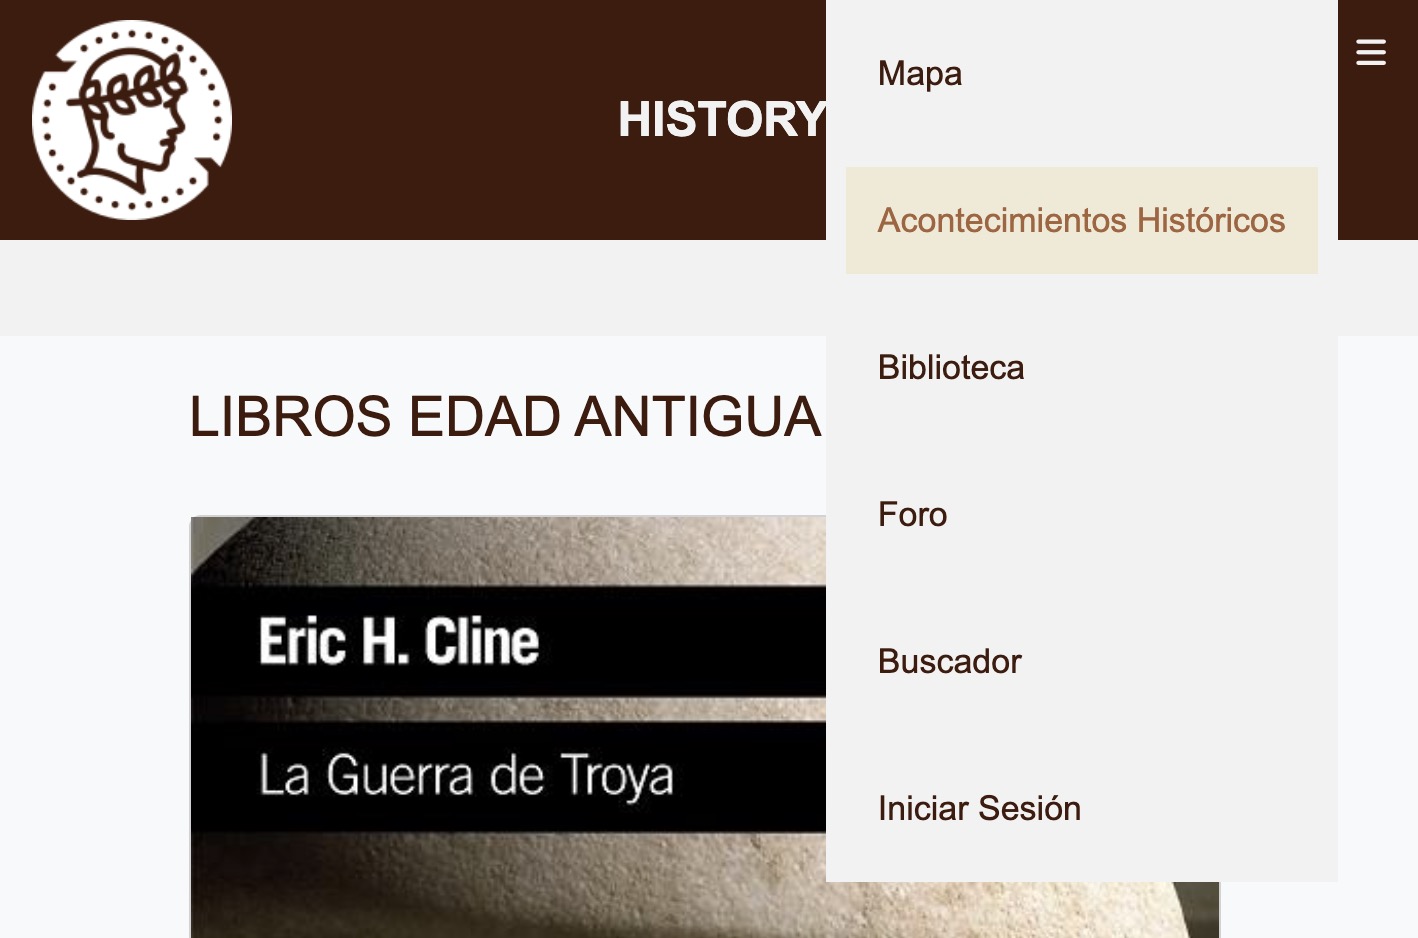 HISTORY
Mapa
Acontecimientos Históricos
Biblioteca
Foro
Buscador
Iniciar Sesión
LIBROS EDAD ANTIGUA
Eric H. Cline
La Guerra de Troya